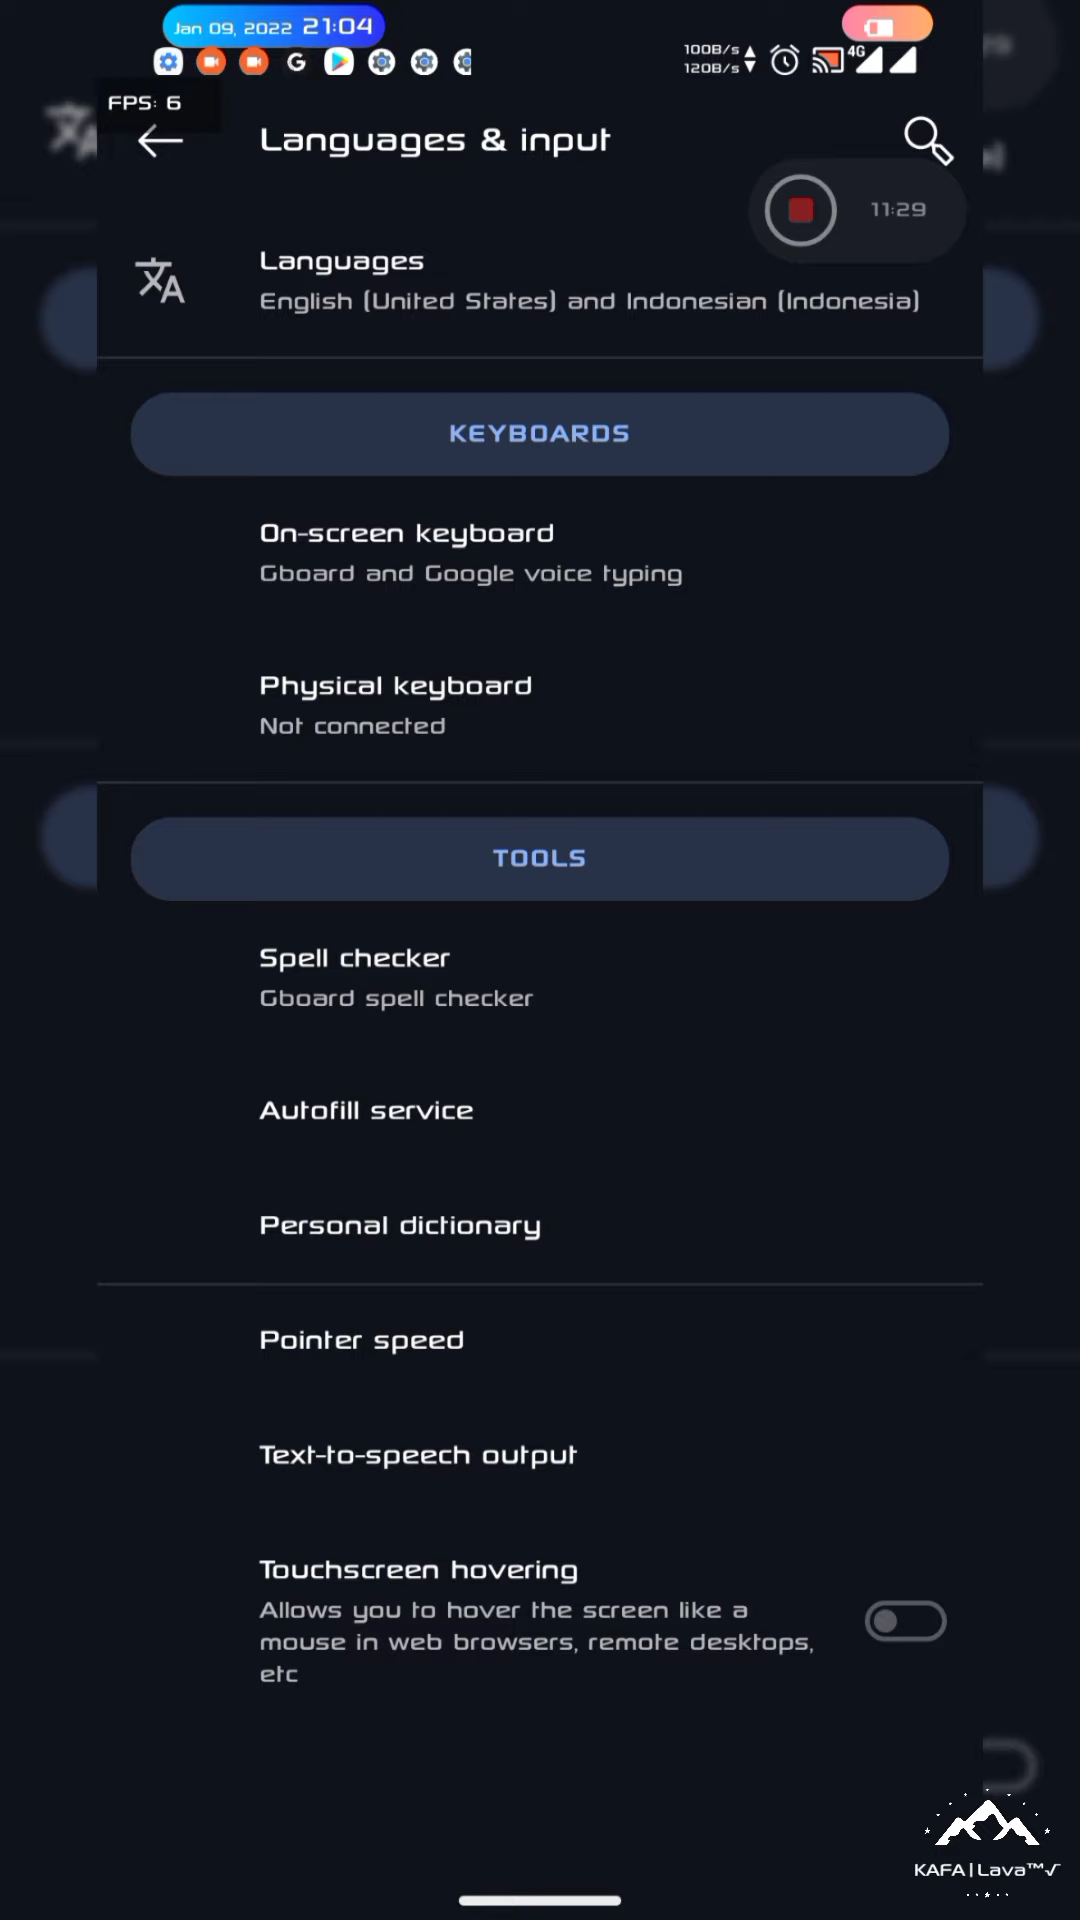 Jan 09, 2022 21:04
100B/s
120B/s
4G
FPS: 6
Languages & input
11:29
Languages
English (United States) and Indonesian (Indonesia)
KEYBOARDS
On-screen keyboard
Gboard and Google voice typing
Physical keyboard
Not connected
TOOLS
Spell checker
Gboard spell checker
Autofill service
Personal dictionary
Pointer speed
Text-to-speech output
Touchscreen hovering
Allows you to hover the screen like a
mouse in web browsers, remote desktops,
etc
KAFA|Lava™√